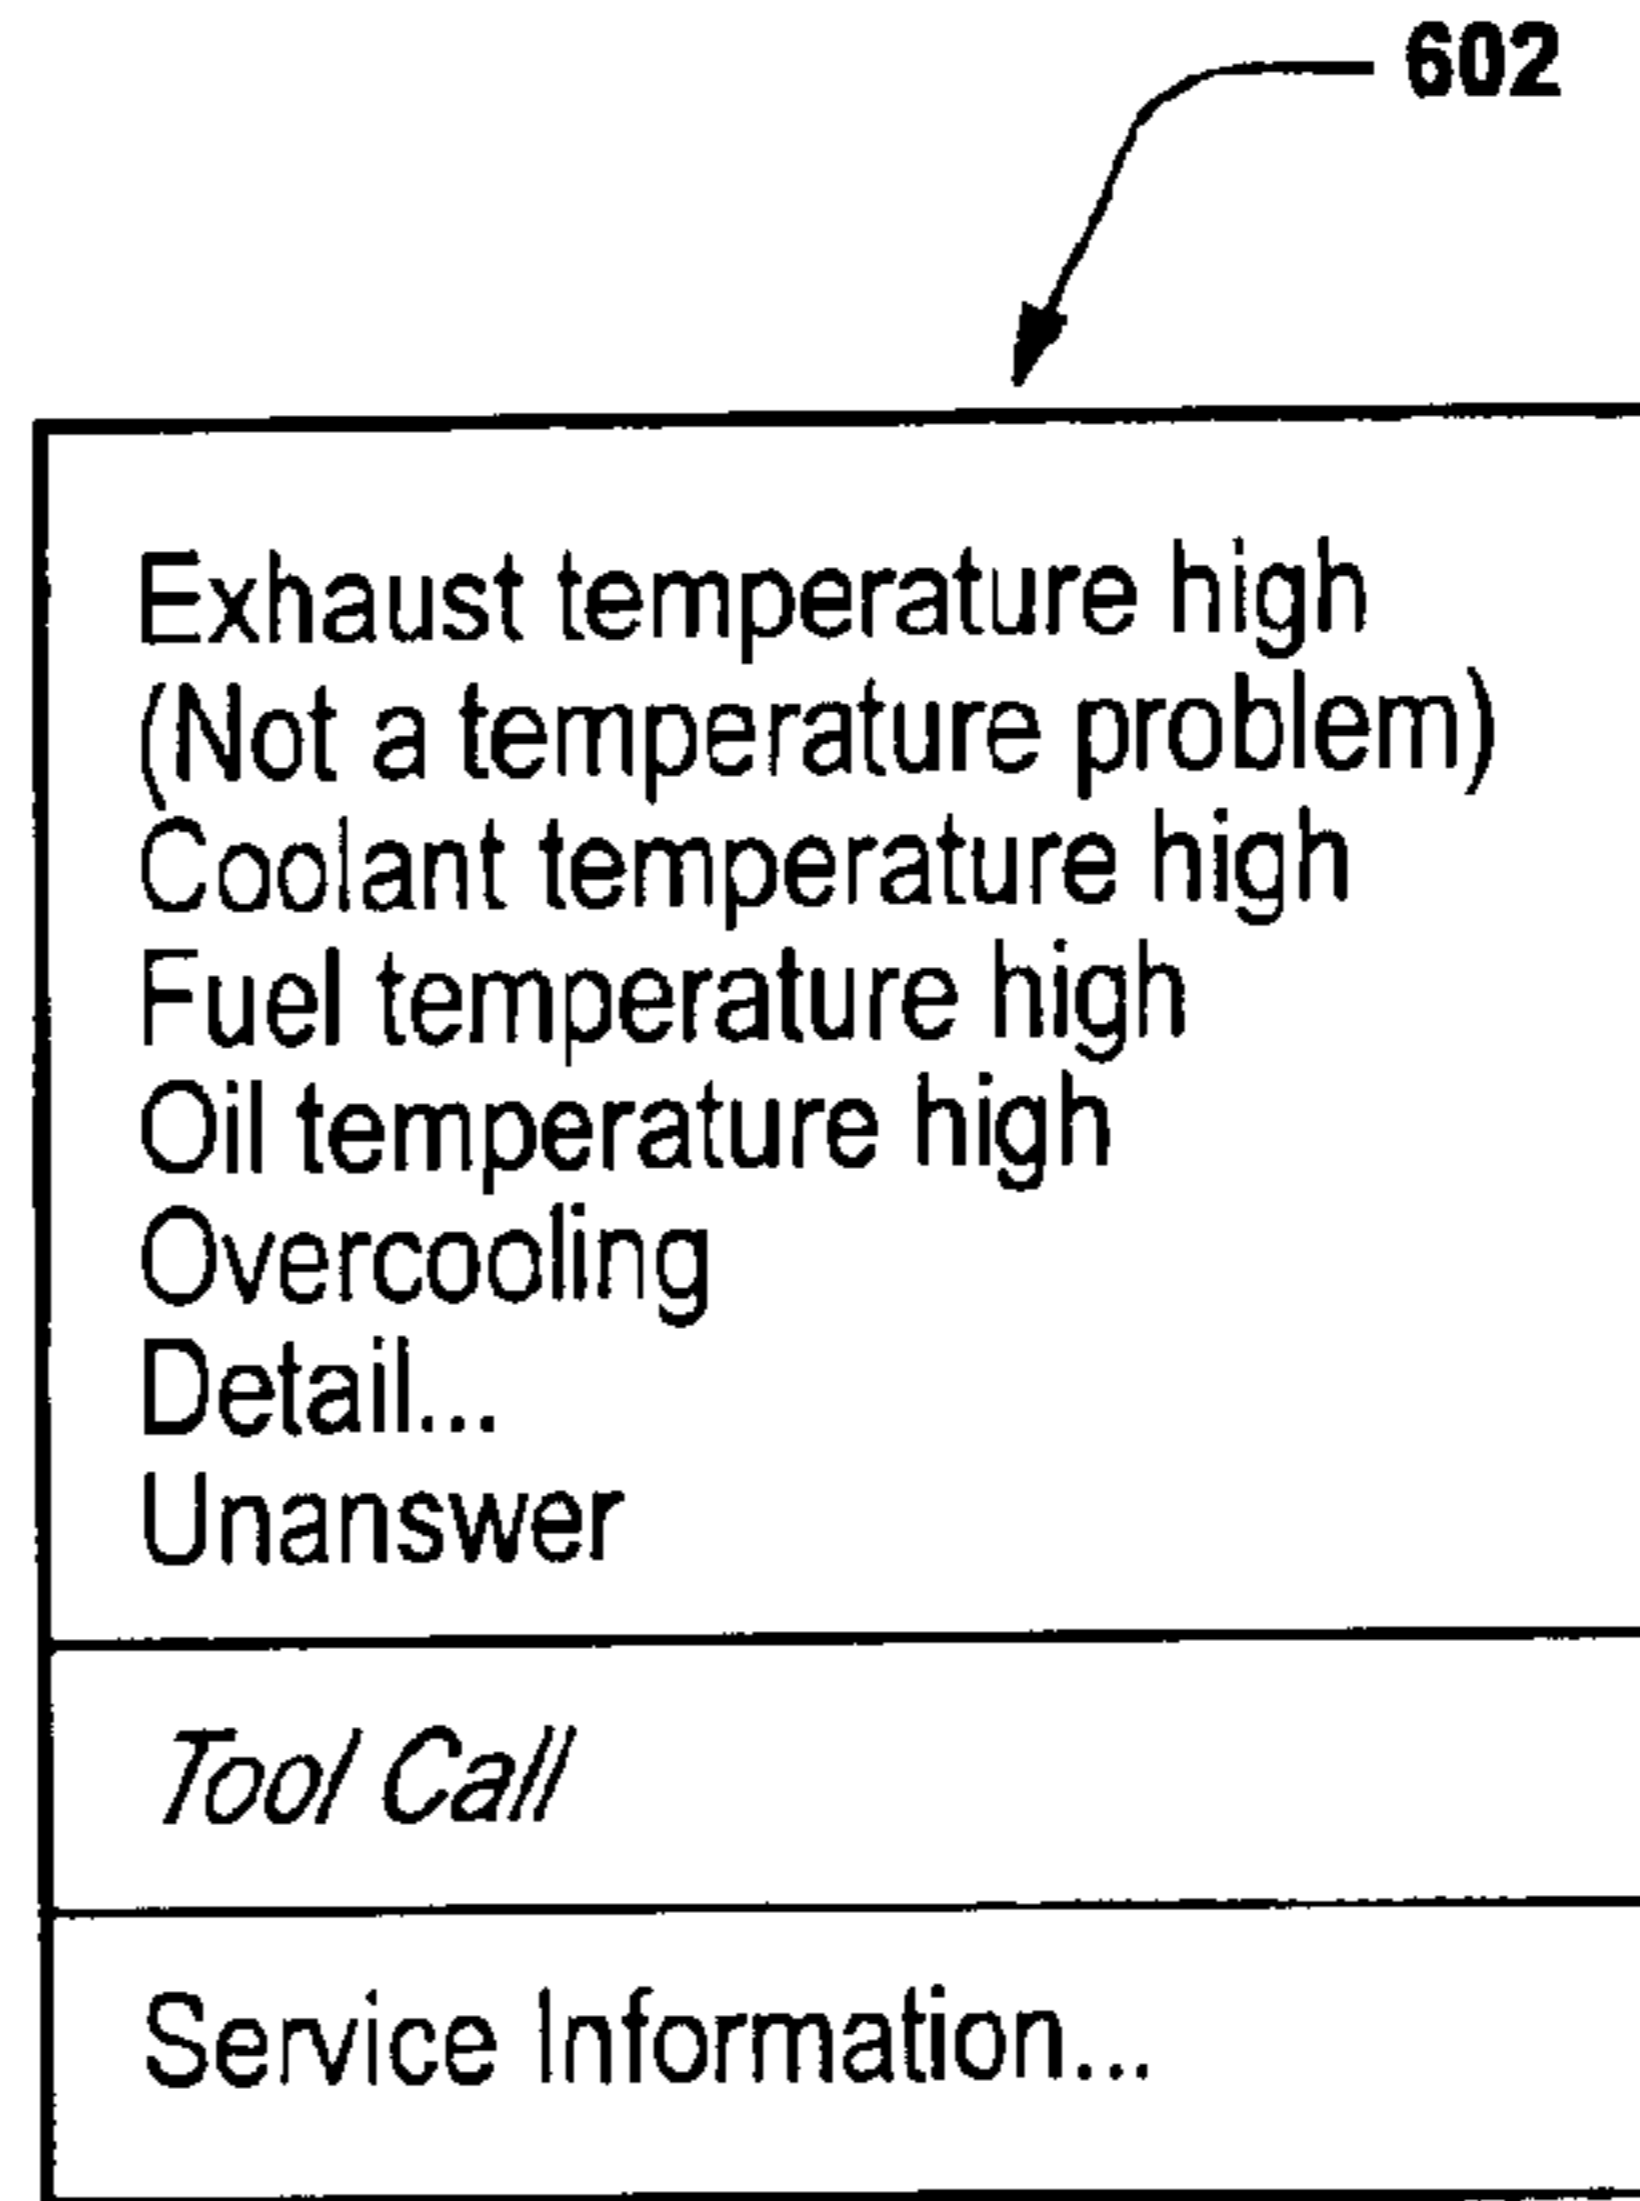 602
Exhaust temperature high
(Not a temperature problem)
Coolant temperature high
Fuel temperature high
Oil temperature high
Overcooling
Detail...
Unanswer
Tool Call
Service Information...